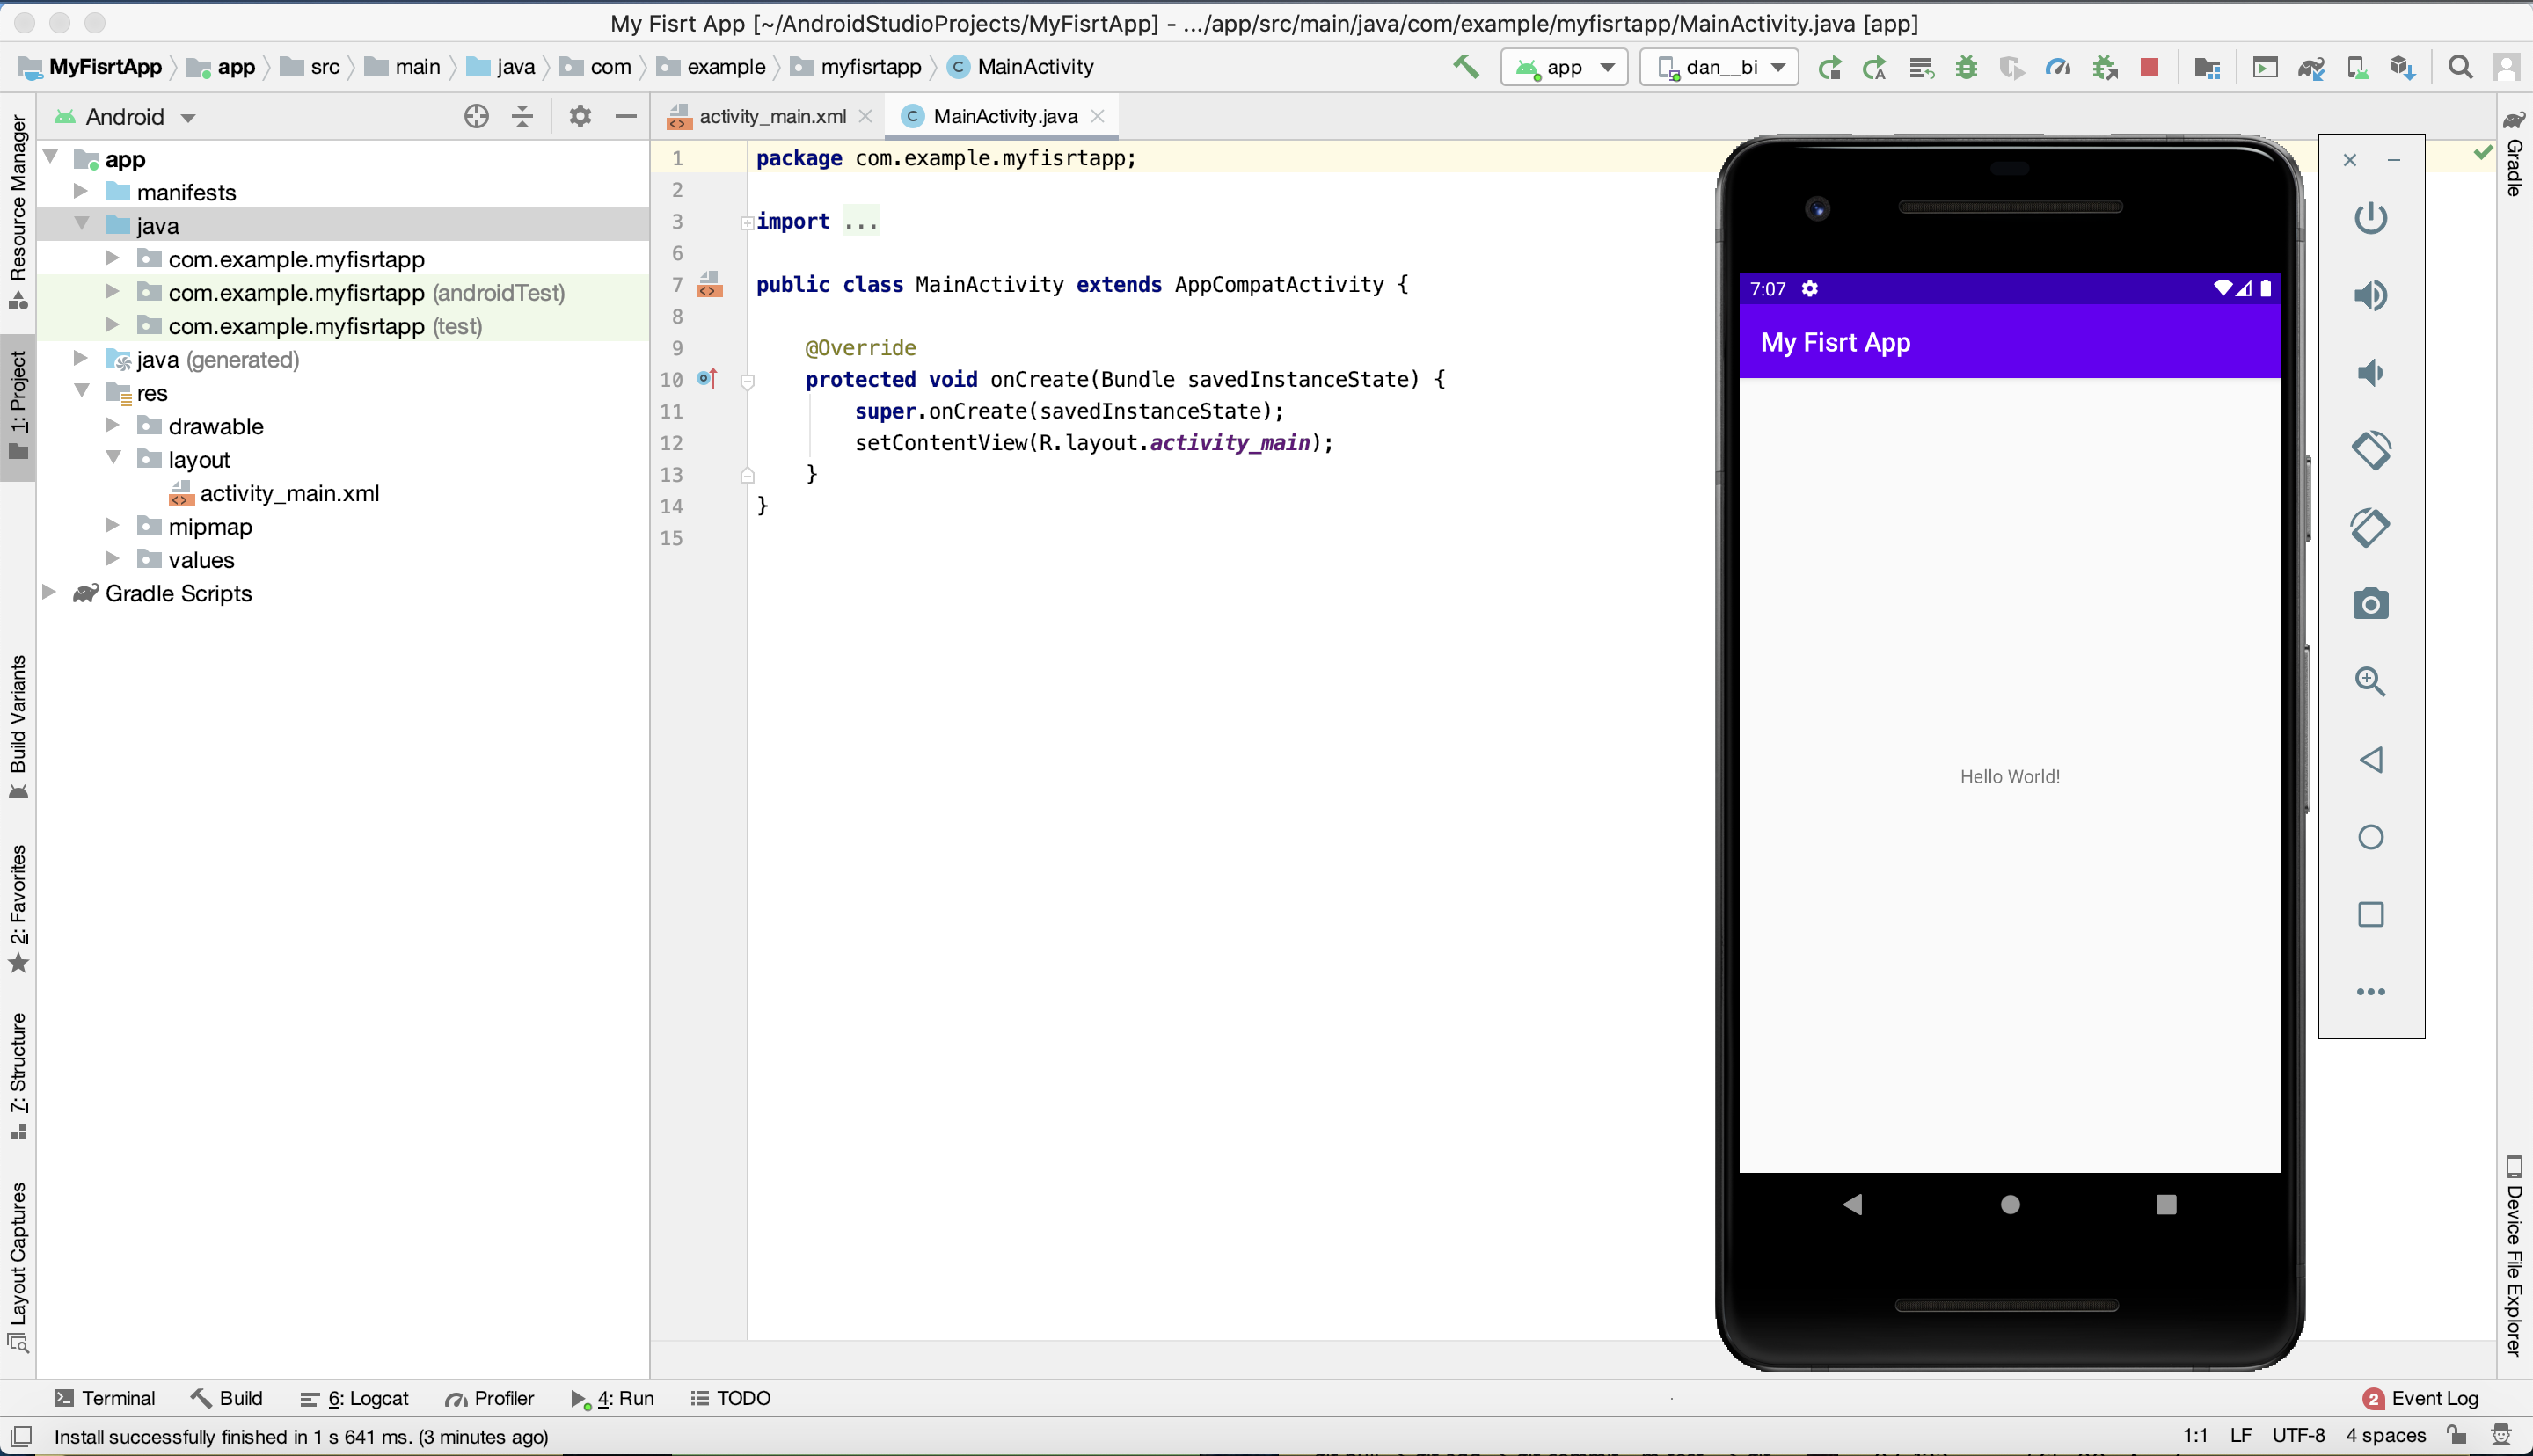 My Fisrt App [~/AndroidStudioProjects/MyFisrtApp] - .../app/src/main/java/com/example/myfisrtapp/MainActivity.java [app]
MyFisrtApp app src main java com example myfisrtapp C MainActivity app dan__bi
Resource Manager
1: Project
Build Variants
2: Favorites
7: Structure
Layout Captures
Android
app
manifests
java
com.example.myfisrtapp
com.example.myfisrtapp (androidTest)
com.example.myfisrtapp (test)
java (generated)
res
drawable
layout
activity_main.xml
mipmap
values
Gradle Scripts
activity_main.xml C MainActivity.java
1 package com.example.myfisrtapp;
2
3 import ...
6
7 public class MainActivity extends AppCompatActivity {
8
9 @Override
10 protected void onCreate(Bundle savedInstanceState) {
11 super.onCreate(savedInstanceState);
12 setContentView(R.layout.activity_main);
13 }
14 }
15
7:07
My Fisrt App
Hello World!
Gradle
Device File Explorer
Terminal Build 6: Logcat Profiler 4: Run TODO 2 Event Log
Install successfully finished in 1 s 641 ms. (3 minutes ago) 1:1 LF UTF-8 4 spaces